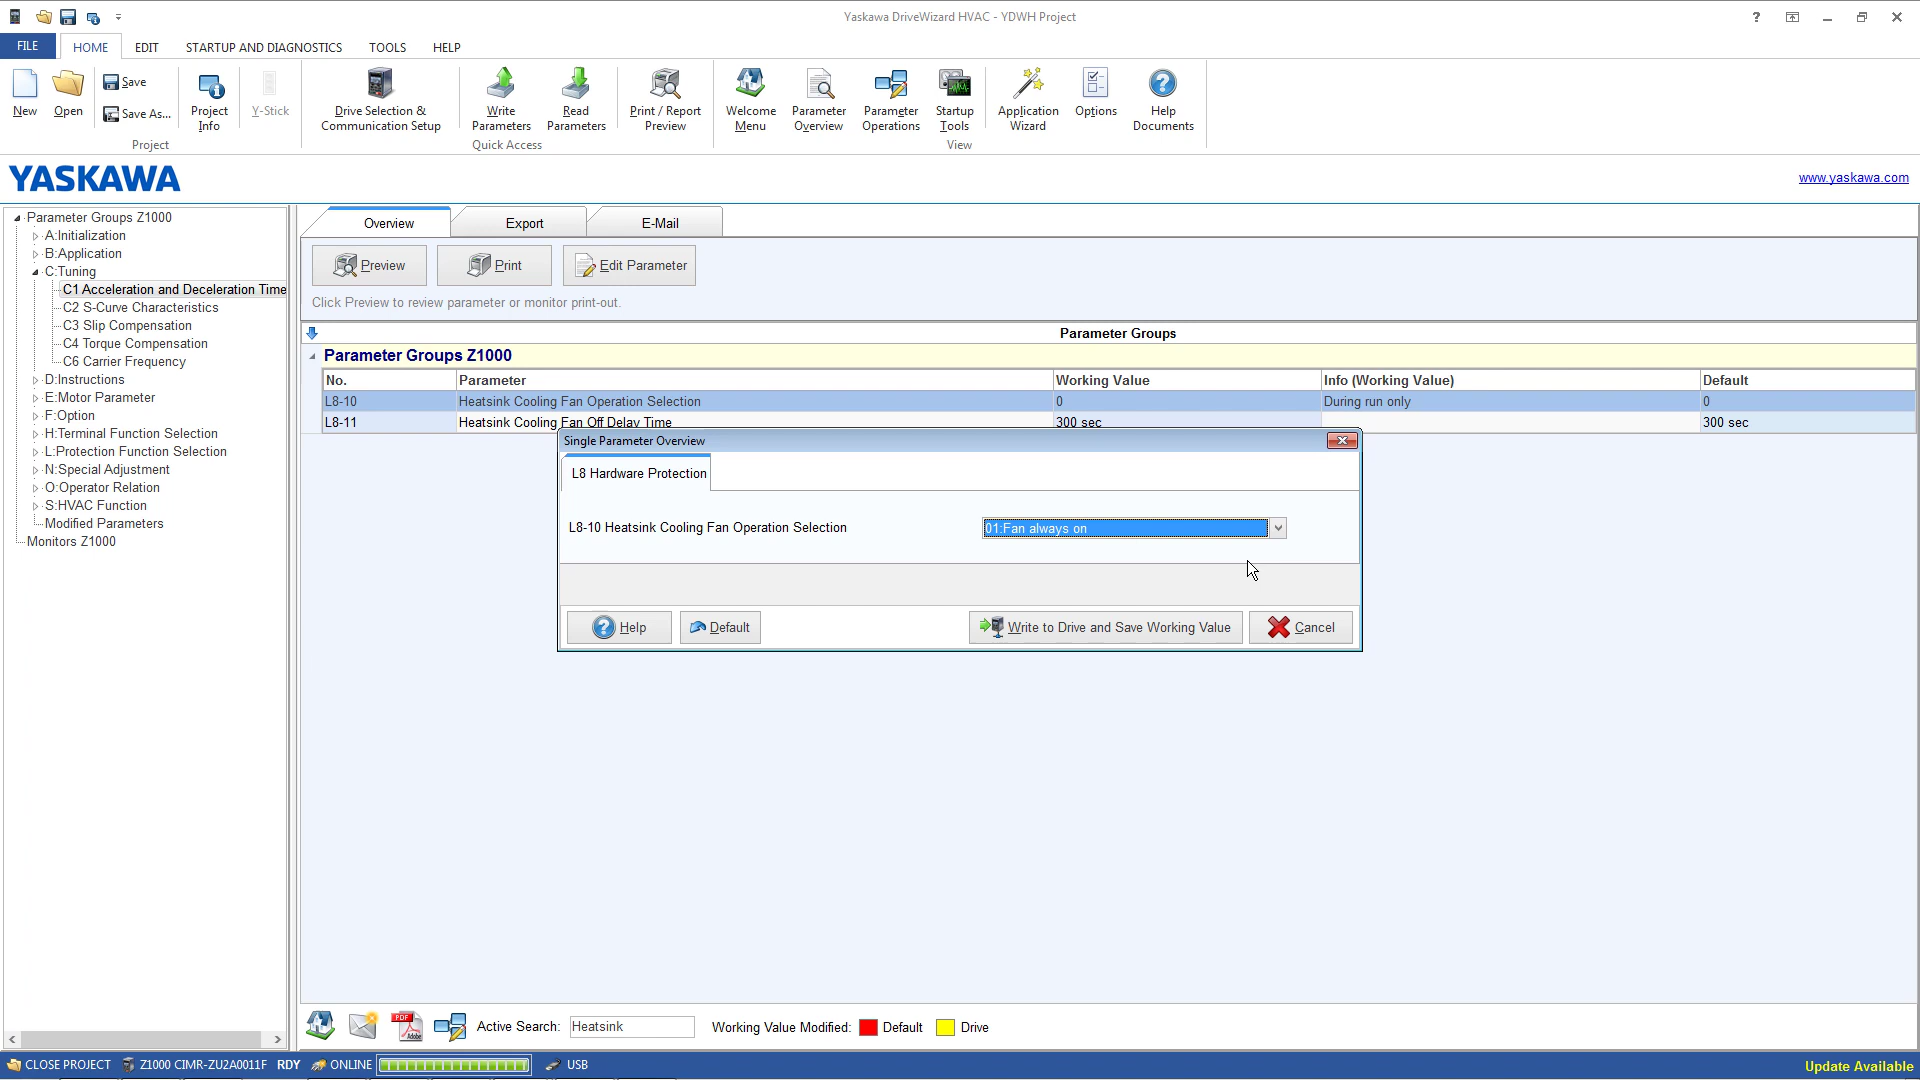 Yaskawa DriveWizard HVAC - YDWH Project
FILE
HOME
EDIT
STARTUP AND DIAGNOSTICS
TOOLS
HELP
New
Open
Save
Save As...
Project
Info
Y-Stick
Drive Selection &
Communication Setup
Write
Parameters
Read
Parameters
Print / Report
Preview
Welcome
Menu
Parameter
Overview
Parameter
Operations
Startup
Tools
Application
Wizard
Options
Help
Documents
Project
Quick Access
View
YASKAWA
www.yaskawa.com
Parameter Groups Z1000
A:Initialization
B:Application
C:Tuning
C1 Acceleration and Deceleration Time
C2 S-Curve Characteristics
C3 Slip Compensation
C4 Torque Compensation
C6 Carrier Frequency
D:Instructions
E:Motor Parameter
F:Option
H:Terminal Function Selection
L:Protection Function Selection
N:Special Adjustment
O:Operator Relation
S:HVAC Function
Modified Parameters
Monitors Z1000
Overview
Export
E-Mail
Preview
Print
Edit Parameter
Click Preview to review parameter or monitor print-out.
Parameter Groups
Parameter Groups Z1000
No. Parameter Working Value Info (Working Value) Default
L8-10 Heatsink Cooling Fan Operation Selection 0 During run only 0
L8-11 Heatsink Cooling Fan Off Delay Time 300 sec 300 sec
Single Parameter Overview
L8 Hardware Protection
L8-10 Heatsink Cooling Fan Operation Selection
01:Fan always on
Help
Default
Write to Drive and Save Working Value
Cancel
PDF
Adobe
Active Search: Heatsink
Working Value Modified: Default Drive
CLOSE PROJECT Z1000 CIMR-ZU2A0011F RDY ONLINE USB
Update Available